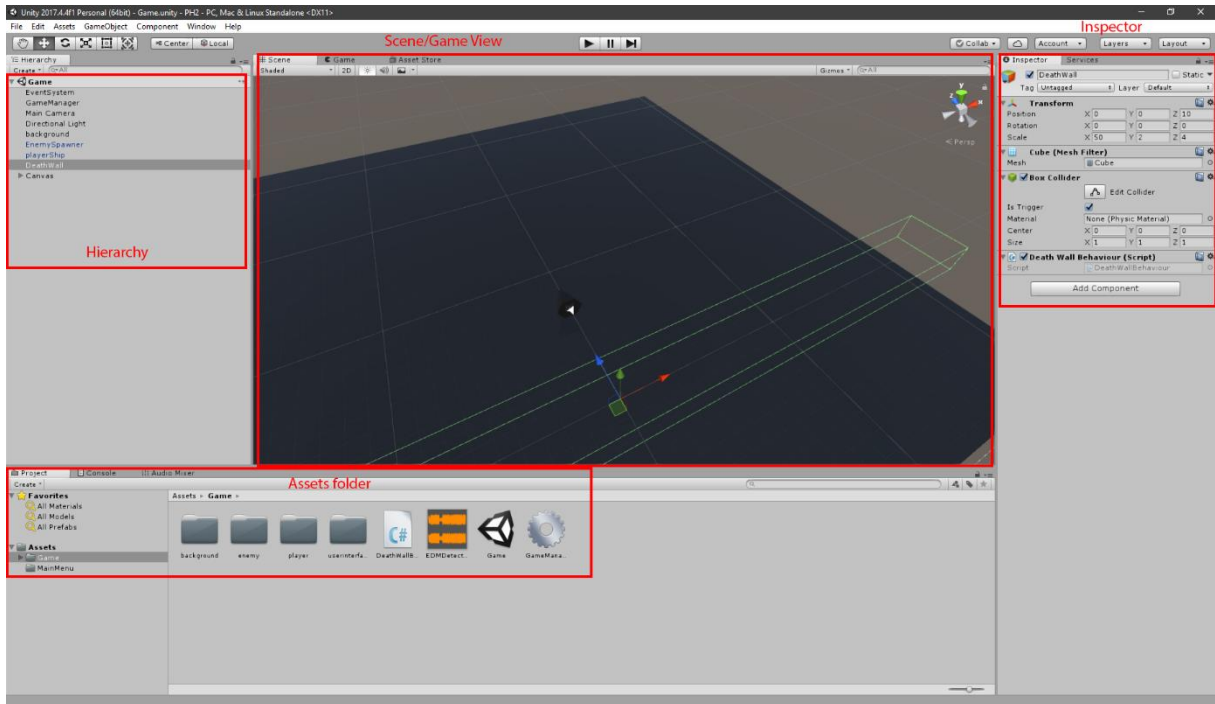 Unity 2017.4.4f1 Personal (64bit) - Game.unity - PH2 - PC, Mac & Linux Standalone <DX11>
File Edit Assets GameObject Component Window Help
Center Local
Scene/Game View
Collab Account Layers Layout
Inspector
Hierarchy
Create All
Game
EventSystem
GameManager
Main Camera
Directional Light
background
EnemySpawner
playerShip
DeathWall
Canvas
Hierarchy
Scene Game Asset Store
Shaded 2D Gizmos All
y
x
< Persp
Inspector Services
DeathWall Static
Tag Untagged Layer Default
Transform
Position X 0 Y 0 Z 10
Rotation X 0 Y 0 Z 0
Scale X 50 Y 2 Z 4
Cube (Mesh Filter)
Mesh Cube
Box Collider
Edit Collider
Is Trigger
Material None (Physic Material)
Center X 0 Y 0 Z 0
Size X 1 Y 1 Z 1
Death Wall Behaviour (Script)
Script DeathWallBehaviour
Add Component
Project Console Audio Mixer
Create
Assets folder
Favorites
All Materials
All Models
All Prefabs
Assets
Game
MainMenu
Assets Game
C#
background enemy player userinterfa... DeathWallB... EDMDetect... Game GameMana...